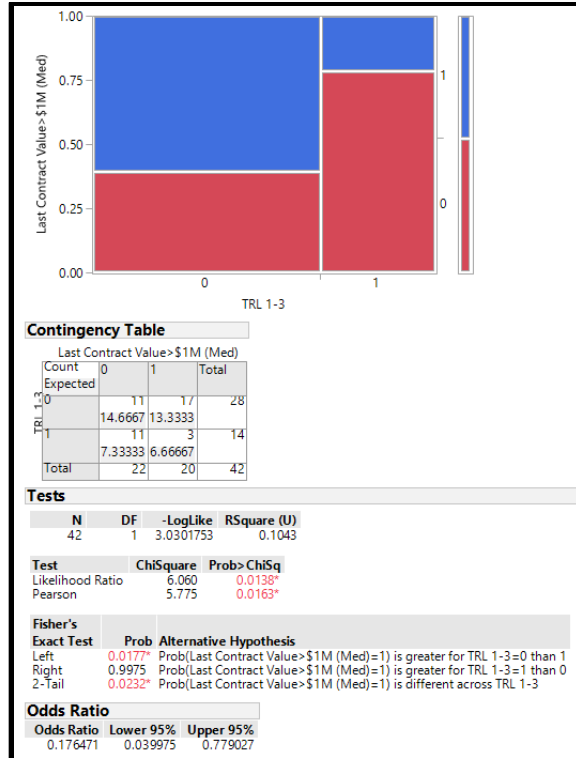 Last Contract Value>$1M (Med)
1.00
0.75
0.50
0.25
0.00
1
0
0 1
TRL 1-3
Contingency Table
Last Contract Value>$1M (Med)
TRL 1-3
Count 0 1 Total
Expected
0 11 17 28
14.6667 13.3333
1 11 3 14
7.33333 6.66667
Total 22 20 42
Tests
N DF -LogLike RSquare (U)
42 1 3.0301753 0.1043
Test ChiSquare Prob>ChiSq
Likelihood Ratio 6.060 0.0138*
Pearson 5.775 0.0163*
Fisher's
Exact Test Prob Alternative Hypothesis
Left 0.0177* Prob(Last Contract Value>$1M (Med)=1) is greater for TRL 1-3=0 than 1
Right 0.9975 Prob(Last Contract Value>$1M (Med)=1) is greater for TRL 1-3=1 than 0
2-Tail 0.0232* Prob(Last Contract Value>$1M (Med)=1) is different across TRL 1-3
Odds Ratio
Odds Ratio Lower 95% Upper 95%
0.176471 0.039975 0.779027